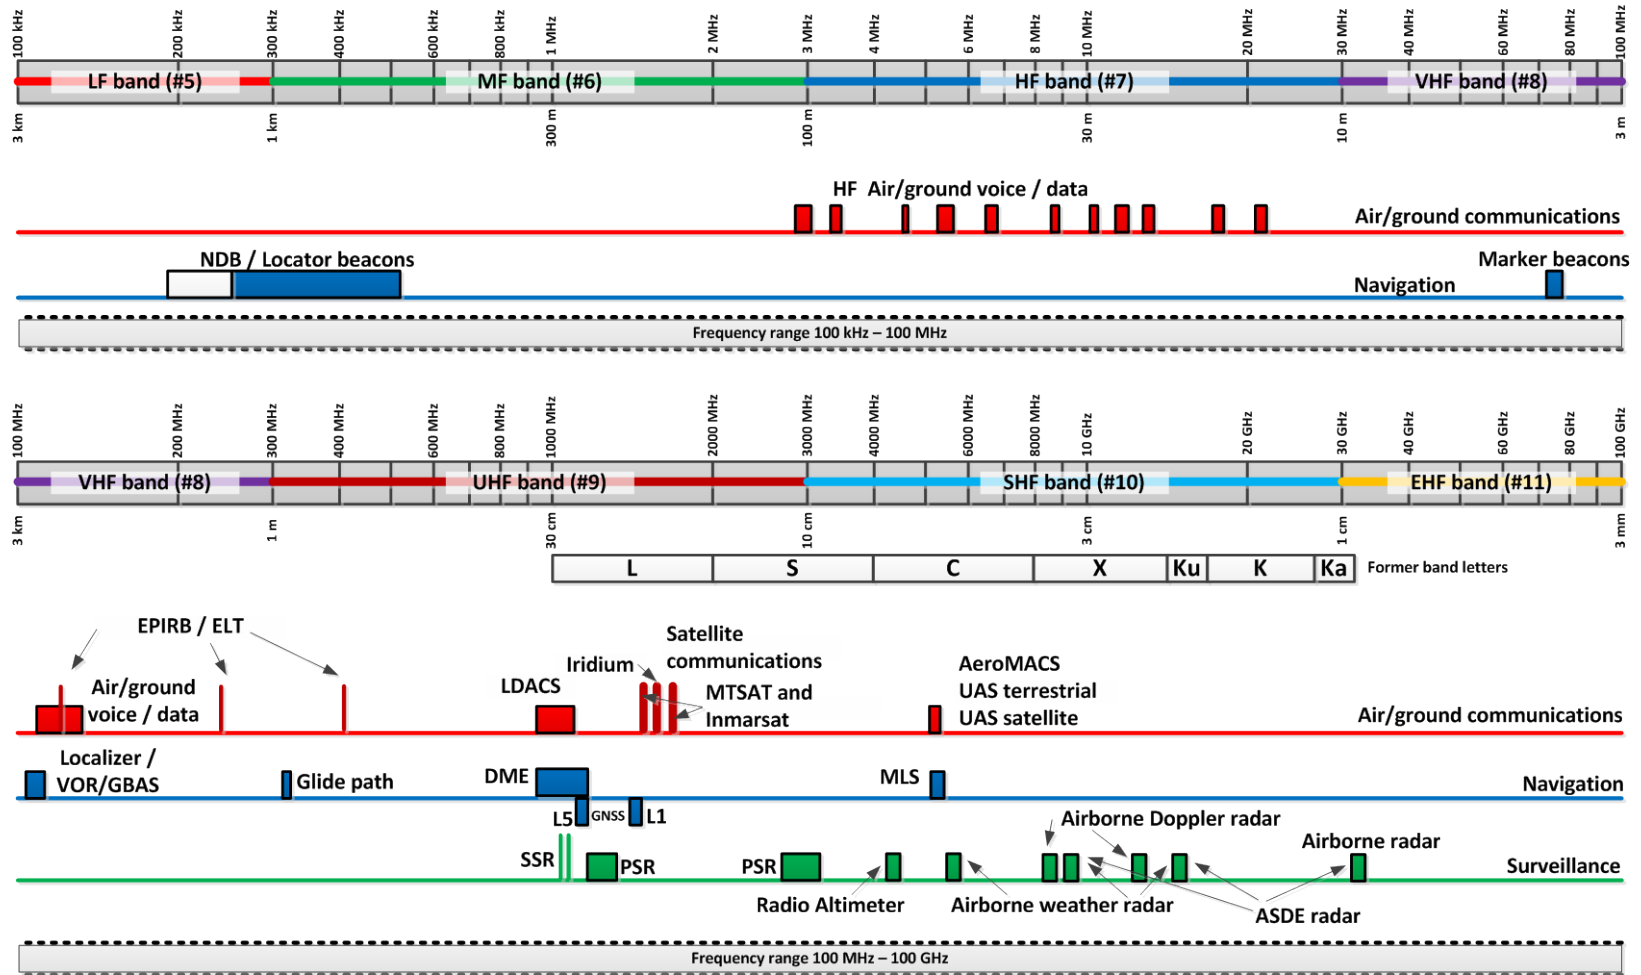 100 kHz
200 kHz
300 kHz
400 kHz
600 kHz
800 kHz
1 MHz
2 MHz
3 MHz
4 MHz
6 MHz
8 MHz
10 MHz
20 MHz
30 MHz
40 MHz
60 MHz
80 MHz
100 MHz
LF band (#5)
MF band (#6)
HF band (#7)
VHF band (#8)
3 km
1 km
300 m
100 m
30 m
10 m
3 m
HF Air/ground voice / data
Air/ground communications
NDB / Locator beacons
Marker beacons
Navigation
Frequency range 100 kHz – 100 MHz
100 MHz
200 MHz
300 MHz
400 MHz
600 MHz
800 MHz
1000 MHz
2000 MHz
3000 MHz
4000 MHz
6000 MHz
8000 MHz
10 GHz
20 GHz
30 GHz
40 GHz
60 GHz
80 GHz
100 GHz
VHF band (#8)
UHF band (#9)
SHF band (#10)
EHF band (#11)
3 km
1 m
30 cm
10 cm
3 cm
1 cm
3 mm
L
S
C
X
Ku
K
Ka
Former band letters
EPIRB / ELT
Air/ground
voice / data
LDACS
Iridium
Satellite
communications
MTSAT and
Inmarsat
AeroMACS
UAS terrestrial
UAS satellite
Air/ground communications
Localizer /
VOR/GBAS
Glide path
DME
MLS
Navigation
L5
GNSS
L1
Airborne Doppler radar
Airborne radar
SSR
PSR
PSR
Surveillance
Radio Altimeter
Airborne weather radar
ASDE radar
Frequency range 100 MHz – 100 GHz